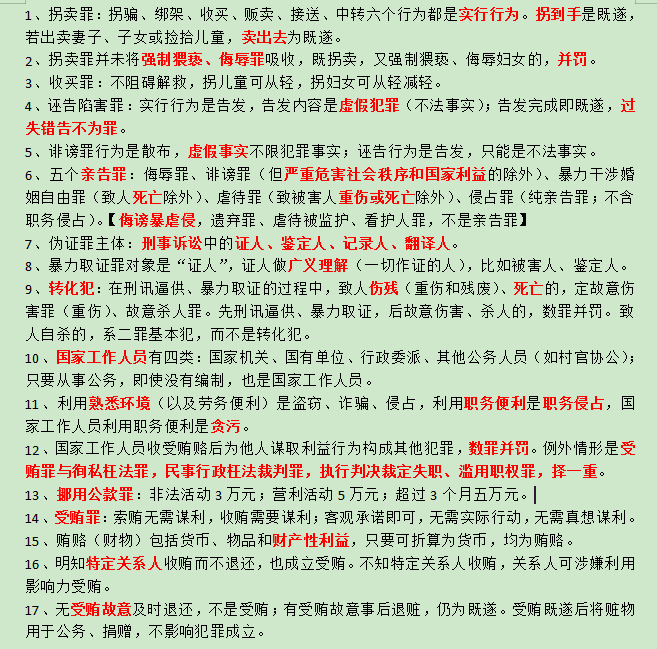 1、拐卖罪：拐骗、绑架、收买、贩卖、接送、中转六个行为都是实行行为。拐到手是既遂，
若出卖妻子、子女或捡拾儿童，卖出去为既遂。
2、拐卖罪并未将强制猥亵、侮辱罪吸收，既拐卖，又强制猥亵、侮辱妇女的，并罚。
3、收买罪：不阻碍解救，拐儿童可从轻，拐妇女可从轻减轻。
4、诬告陷害罪：实行行为是告发，告发内容是虚假犯罪（不法事实）；告发完成即既遂，过
失错告不为罪。
5、诽谤罪行为是散布，虚假事实不限犯罪事实；诬告行为是告发，只能是不法事实。
6、五个亲告罪：侮辱罪、诽谤罪（但严重危害社会秩序和国家利益的除外）、暴力干涉婚
姻自由罪（致人死亡除外）、虐待罪（致被害人重伤或死亡除外）、侵占罪（纯亲告罪；不含
职务侵占）。【侮谤暴虐侵，遗弃罪、虐待被监护、看护人罪，不是亲告罪】
7、伪证罪主体：刑事诉讼中的证人、鉴定人、记录人、翻译人。
8、暴力取证罪对象是“证人”，证人做广义理解（一切作证的人），比如被害人、鉴定人。
9、转化犯：在刑讯逼供、暴力取证的过程中，致人伤残（重伤和残废）、死亡的，定故意伤
害罪（重伤）、故意杀人罪。先刑讯逼供、暴力取证，后故意伤害、杀人的，数罪并罚。致
人自杀的，系二罪基本犯，而不是转化犯。
10、国家工作人员有四类：国家机关、国有单位、行政委派、其他公务人员（如村官协公）；
只要从事公务，即使没有编制，也是国家工作人员。
11、利用熟悉环境（以及劳务便利）是盗窃、诈骗、侵占，利用职务便利是职务侵占，国
家工作人员利用职务便利是贪污。
12、国家工作人员收受贿赂后为他人谋取利益行为构成其他犯罪，数罪并罚。例外情形是受
贿罪与徇私枉法罪，民事行政枉法裁判罪，执行判决裁定失职、滥用职权罪，择一重。
13、挪用公款罪：非法活动 3 万元；营利活动 5 万元；超过 3 个月五万元。
14、受贿罪：索贿无需谋利，收贿需要谋利；客观承诺即可，无需实际行动，无需真想谋利。
15、贿赂（财物）包括货币、物品和财产性利益，只要可折算为货币，均为贿赂。
16、明知特定关系人收贿而不退还，也成立受贿。不知特定关系人收贿，关系人可涉嫌利用
影响力受贿。
17、无受贿故意及时退还，不是受贿；有受贿故意事后退赃，仍为既遂。受贿既遂后将赃物
用于公务、捐赠，不影响犯罪成立。